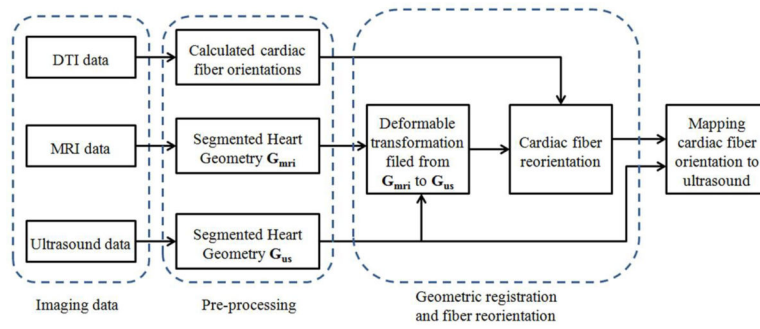 DTI data
Calculated cardiac
fiber orientations
MRI data
Segmented Heart
Geometry Gmri
Deformable
transformation
filed from
Gmri to Gus
Cardiac fiber
reorientation
Mapping
cardiac fiber
orientation to
ultrasound
Ultrasound data
Segmented Heart
Geometry Gus
Imaging data
Pre-processing
Geometric registration
and fiber reorientation